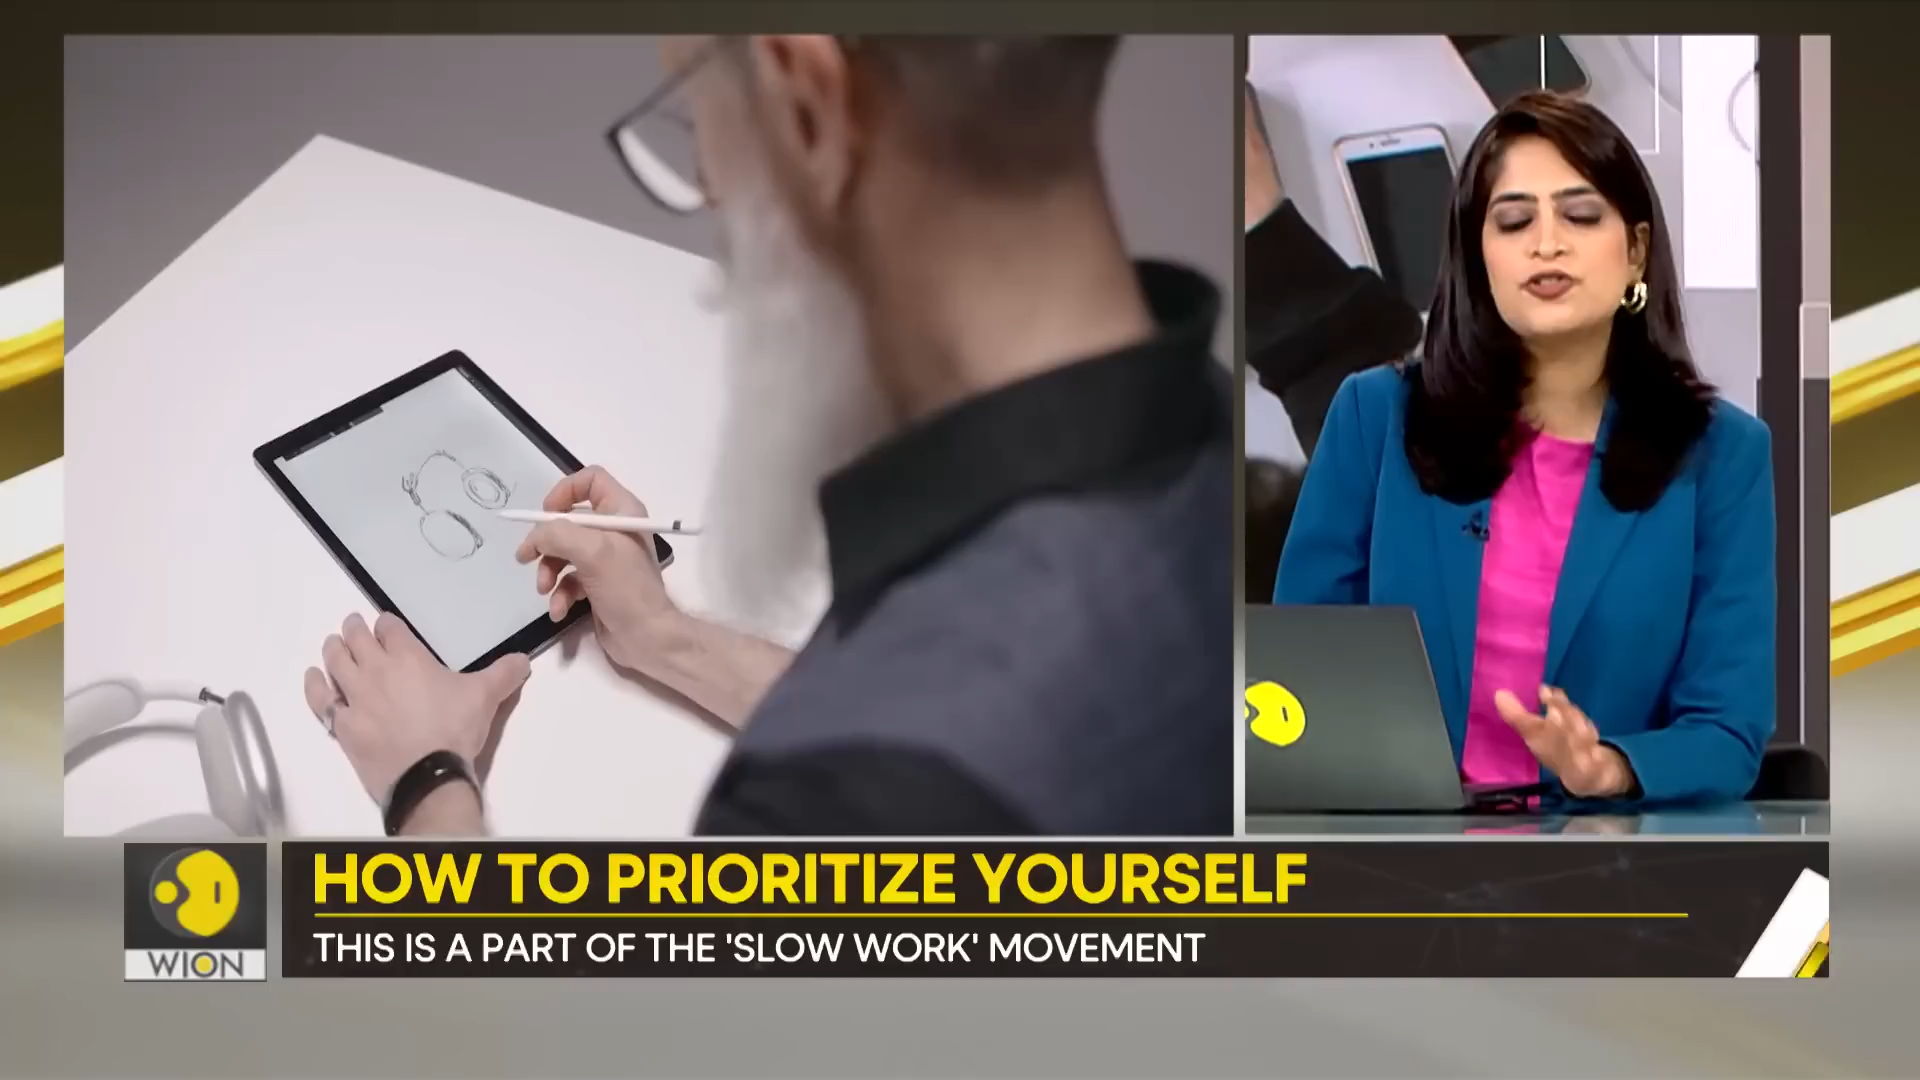 HOW TO PRIORITIZE YOURSELF
THIS IS A PART OF THE 'SLOW WORK' MOVEMENT
WION